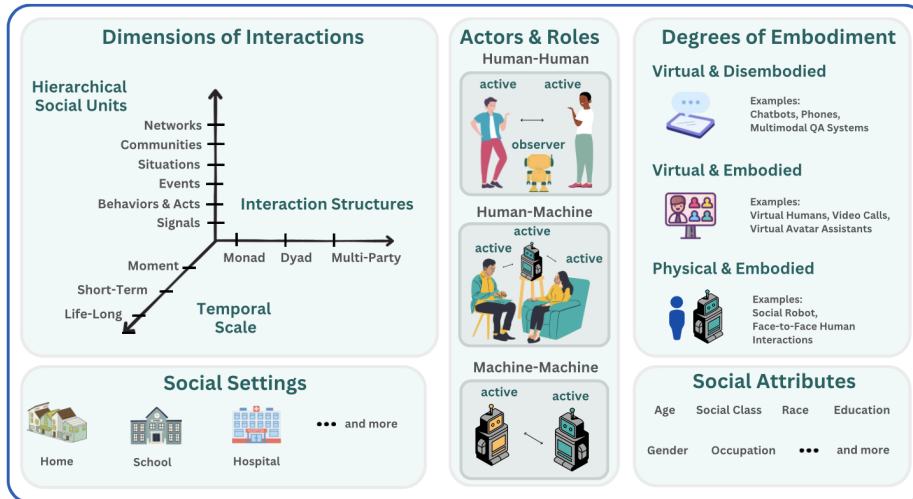 Dimensions of Interactions
Hierarchical
Social Units
Networks
Communities
Situations
Events
Behaviors & Acts
Signals
Interaction Structures
Monad
Dyad
Multi-Party
Moment
Short-Term
Life-Long
Temporal
Scale
Social Settings
Home
School
Hospital
••• and more
Actors & Roles
Human-Human
active
active
observer
Human-Machine
active
active
active
Machine-Machine
active
active
Degrees of Embodiment
Virtual & Disembodied
Examples:
Chatbots, Phones,
Multimodal QA Systems
Virtual & Embodied
Examples:
Virtual Humans, Video Calls,
Virtual Avatar Assistants
Physical & Embodied
Examples:
Social Robot,
Face-to-Face Human
Interactions
Social Attributes
Age Social Class Race Education
Gender Occupation ••• and more